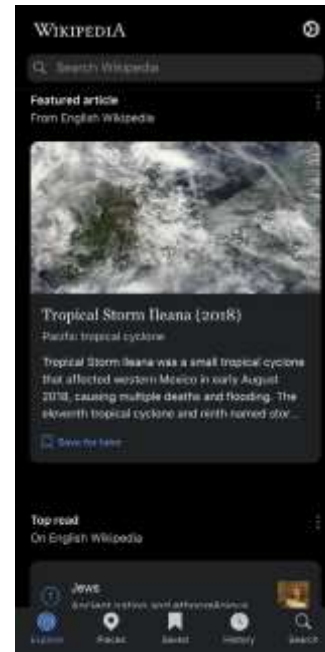 WIKIPEDIA
Search Wikipedia
Featured article
From English Wikipedia
Tropical Storm Ileana (2018)
Pacific tropical cyclone
Tropical Storm Ileana was a small tropical cyclone
that affected western Mexico in early August
2018, causing multiple deaths and flooding. The
eleventh tropical cyclone and ninth named stor...
Save for later
Top read
On English Wikipedia
1
Jews
Explore
Places
Saved
History
Search